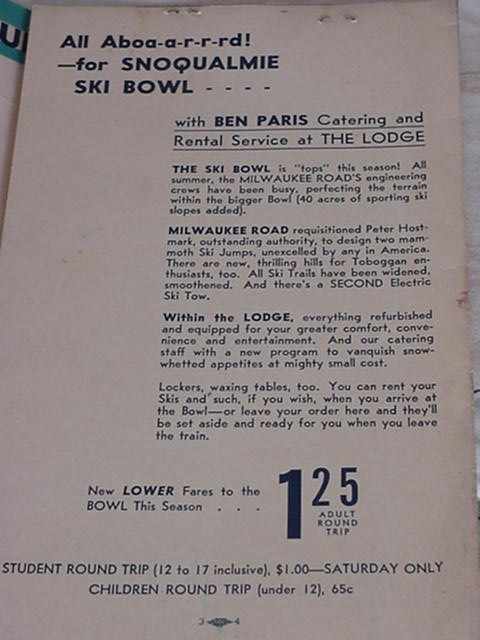 U
All Aboa-a-r-r-rd!
—for SNOQUALMIE
SKI BOWL - - - -
with BEN PARIS Catering and
Rental Service at THE LODGE
THE SKI BOWL is "tops" this season! All
summer, the MILWAUKEE ROAD'S engineering
crews have been busy, perfecting the terrain
within the bigger Bowl (40 acres of sporting ski
slopes added).
MILWAUKEE ROAD requisitioned Peter Host-
mark, outstanding authority, to design two mam-
moth Ski Jumps, unexcelled by any in America.
There are new, thrilling hills for Toboggan en-
thusiasts, too. All Ski Trails have been widened,
smoothened. And there's a SECOND Electric
Ski Tow.
Within the LODGE, everything refurbished
and equipped for your greater comfort, conve-
nience and entertainment. And our catering
staff with a new program to vanquish snow-
whetted appetites at mighty small cost.
Lockers, waxing tables, too. You can rent your
Skis and such, if you wish, when you arrive at
the Bowl—or leave your order here and they'll
be set aside and ready for you when you leave
the train.
New LOWER Fares to the
BOWL This Season . . .
1 25
ADULT
ROUND
TRIP
STUDENT ROUND TRIP (12 to 17 inclusive), $1.00—SATURDAY ONLY
CHILDREN ROUND TRIP (under 12), 65c
3 4